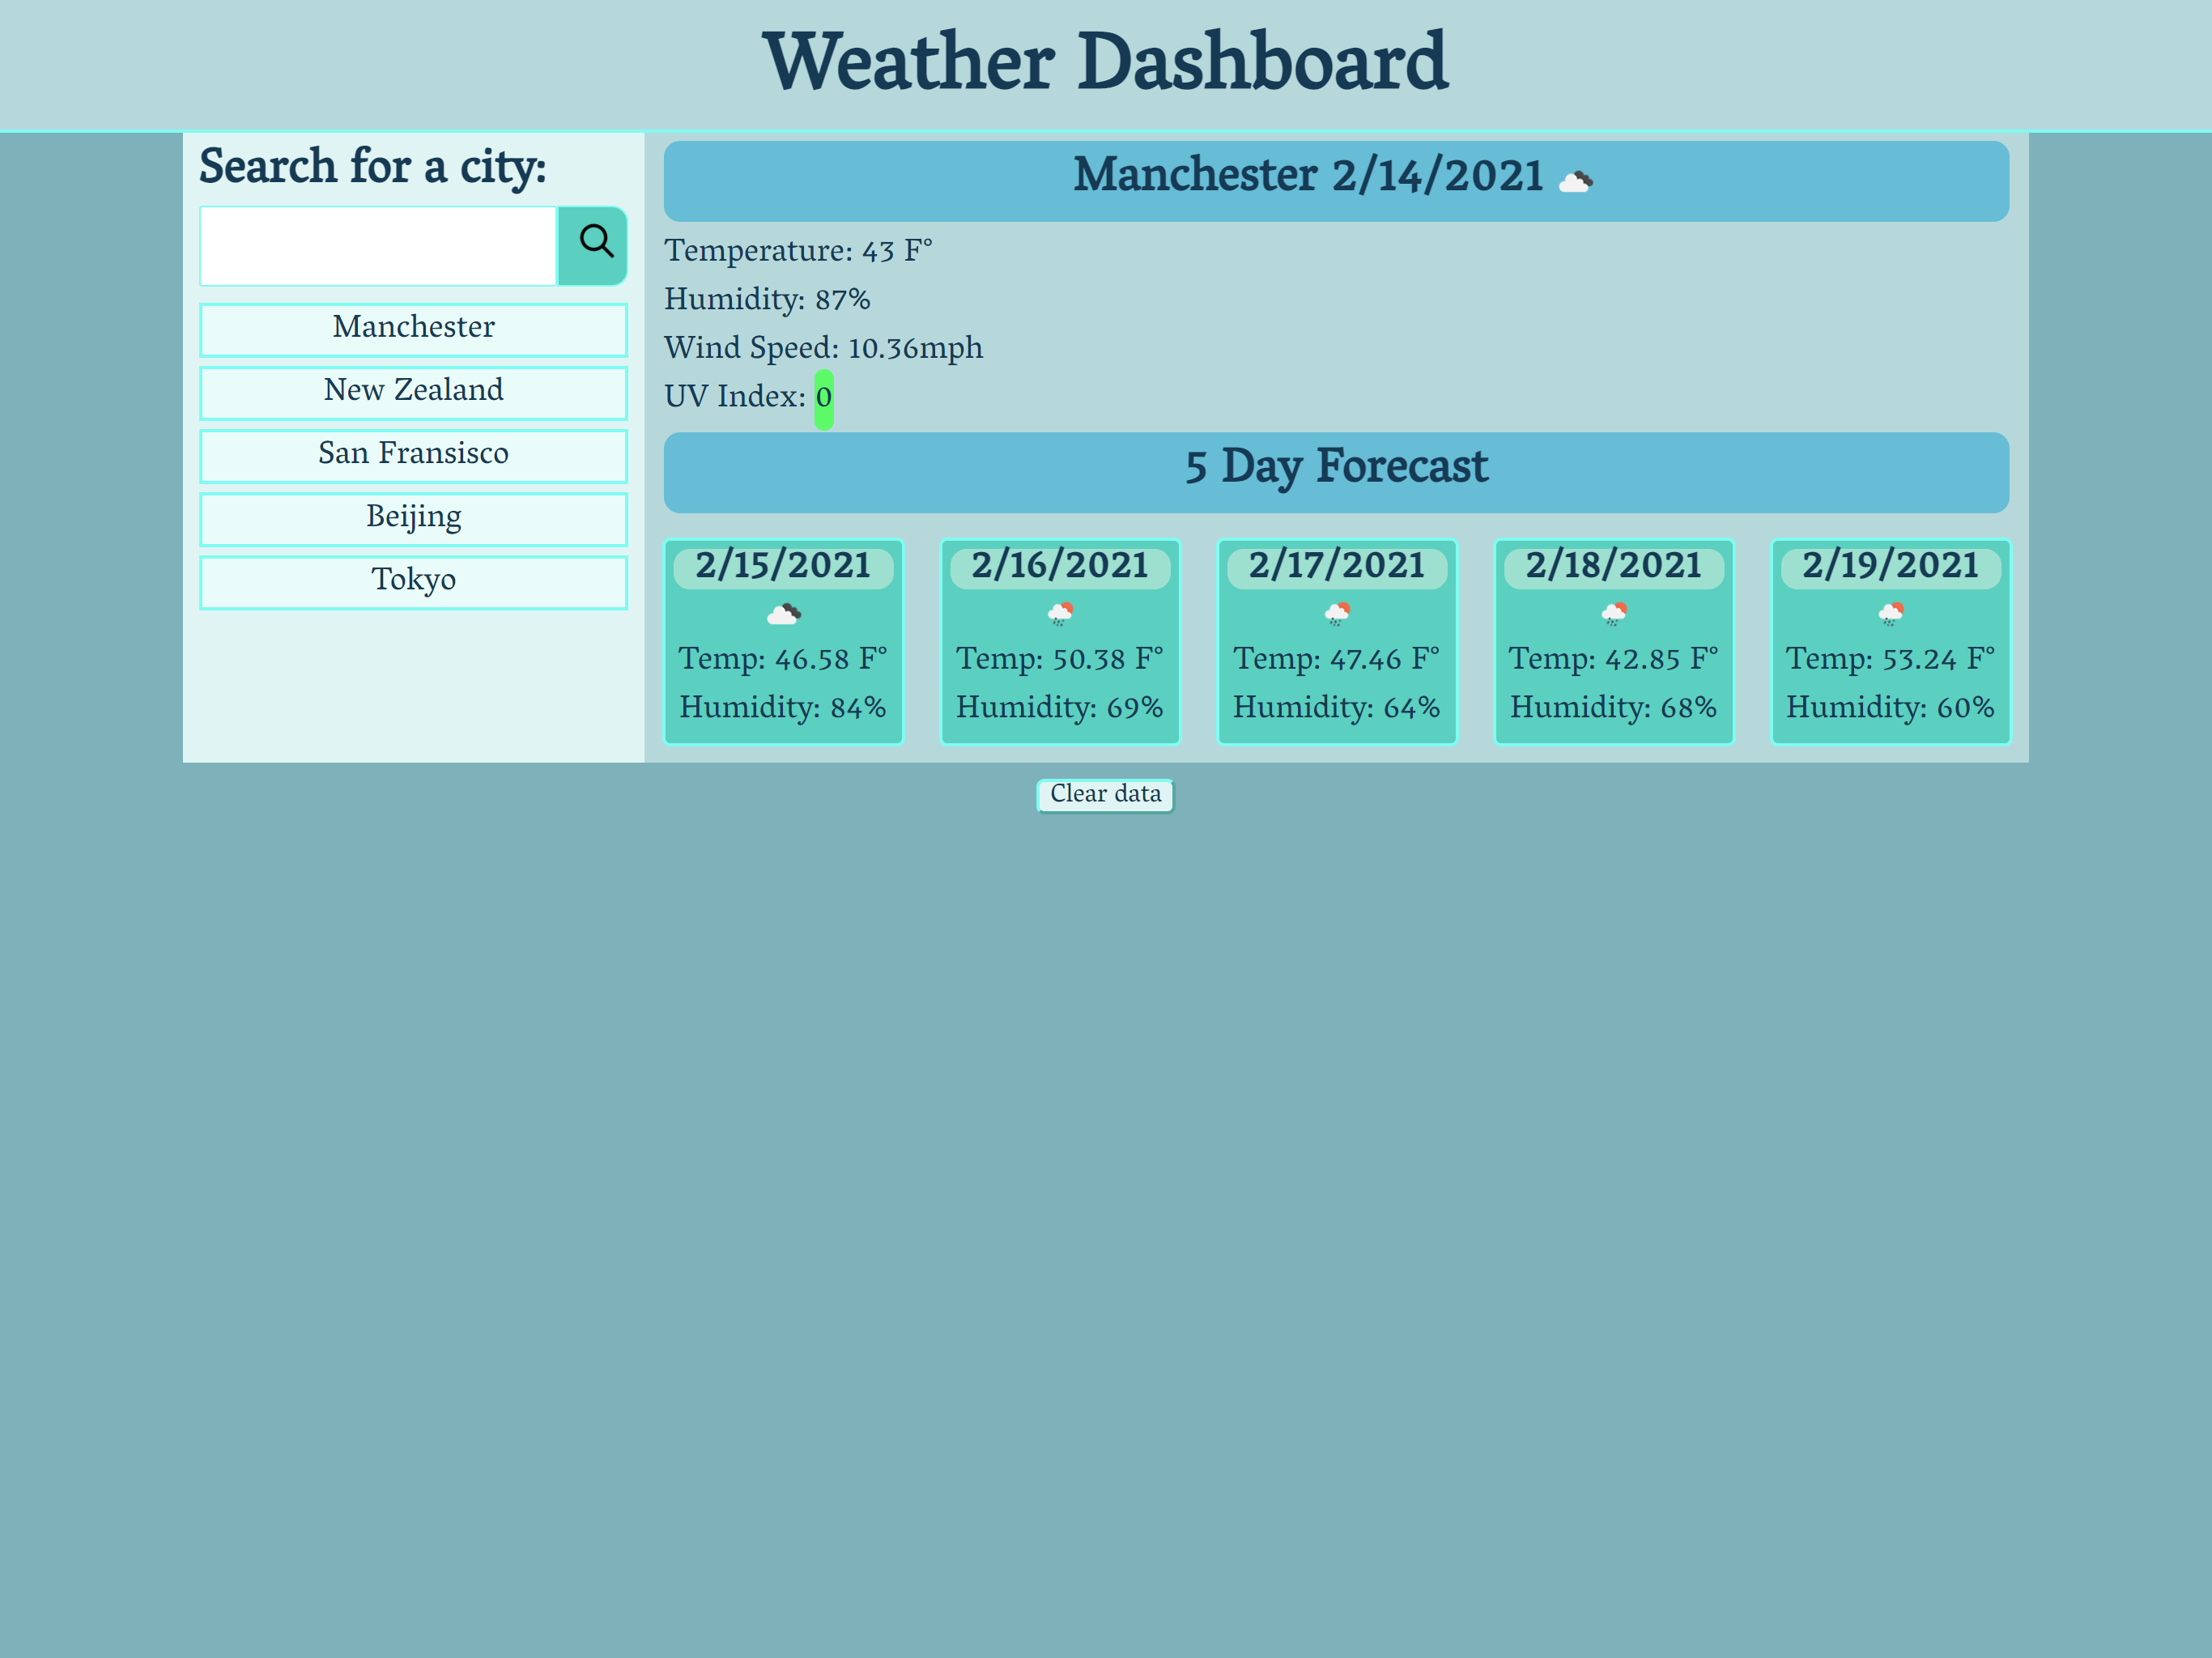 Weather Dashboard
Search for a city:
Manchester
New Zealand
San Fransisco
Beijing
Tokyo
Manchester 2/14/2021
Temperature: 43 F°
Humidity: 87%
Wind Speed: 10.36mph
UV Index: 0
5 Day Forecast
2/15/2021
Temp: 46.58 F°
Humidity: 84%
2/16/2021
Temp: 50.38 F°
Humidity: 69%
2/17/2021
Temp: 47.46 F°
Humidity: 64%
2/18/2021
Temp: 42.85 F°
Humidity: 68%
2/19/2021
Temp: 53.24 F°
Humidity: 60%
Clear data